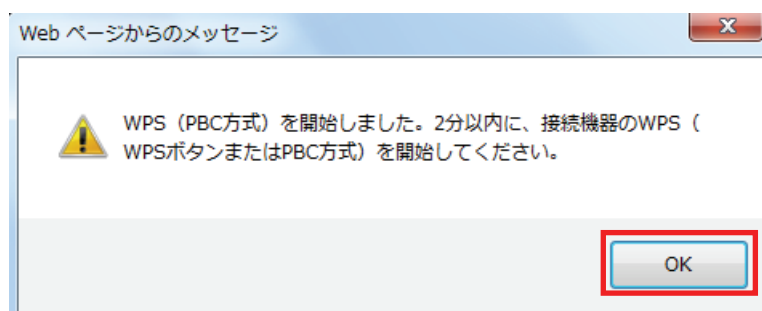 Web ページからのメッセージ
WPS（PBC方式）を開始しました。2分以内に、接続機器のWPS（
WPSボタンまたはPBC方式）を開始してください。
OK